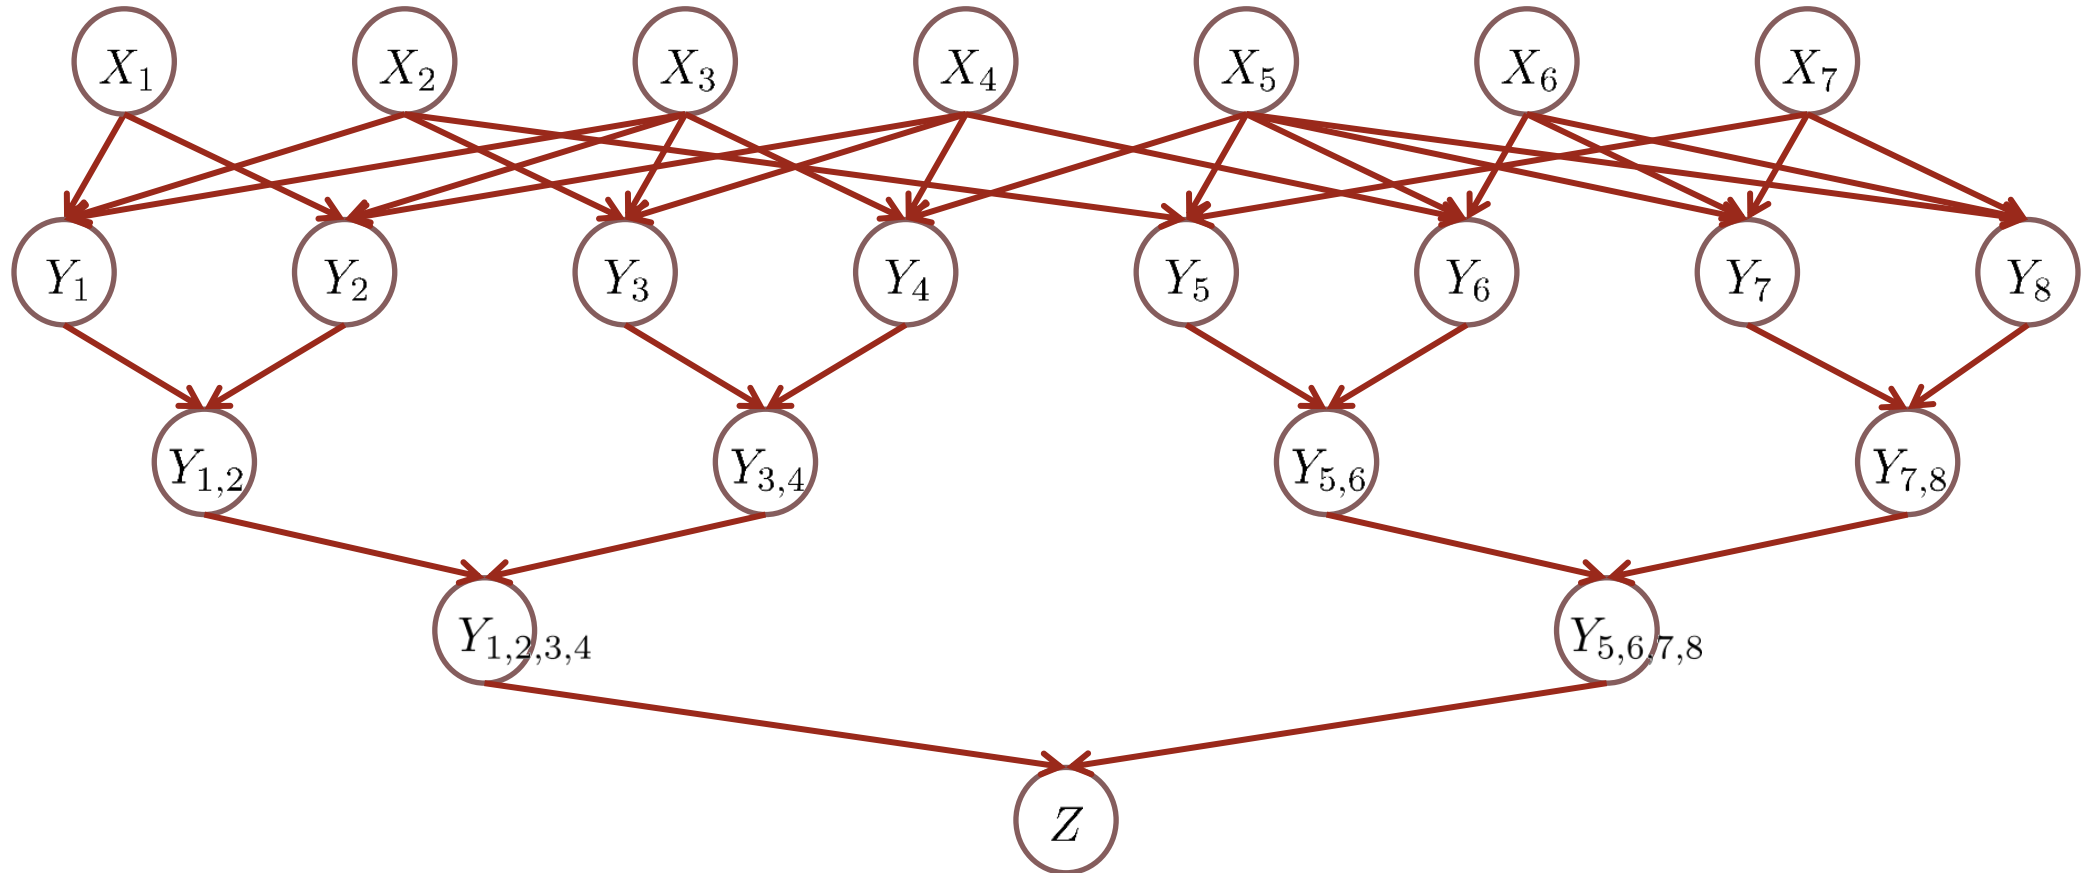 X₁ X₂ X₃ X₄ X₅ X₆ X₇
Y₁ Y₂ Y₃ Y₄ Y₅ Y₆ Y₇ Y₈
Y₁,₂ Y₃,₄ Y₅,₆ Y₇,₈
Y₁,₂,₃,₄ Y₅,₆,₇,₈
Z